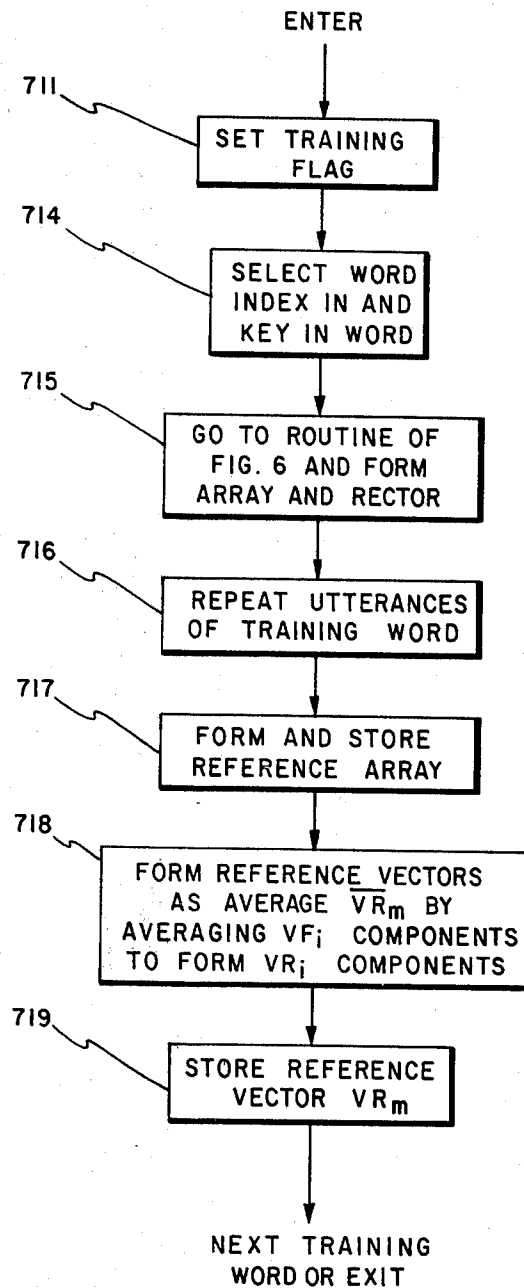 ENTER
711
SET TRAINING
FLAG
714
SELECT WORD
INDEX IN AND
KEY IN WORD
715
GO TO ROUTINE OF
FIG. 6 AND FORM
ARRAY AND RECTOR
716
REPEAT UTTERANCES
OF TRAINING WORD
717
FORM AND STORE
REFERENCE ARRAY
718
FORM REFERENCE VECTORS
AS AVERAGE V̅R̅m BY
AVERAGING VFi COMPONENTS
TO FORM VRi COMPONENTS
719
STORE REFERENCE
VECTOR VRm
NEXT TRAINING
WORD OR EXIT